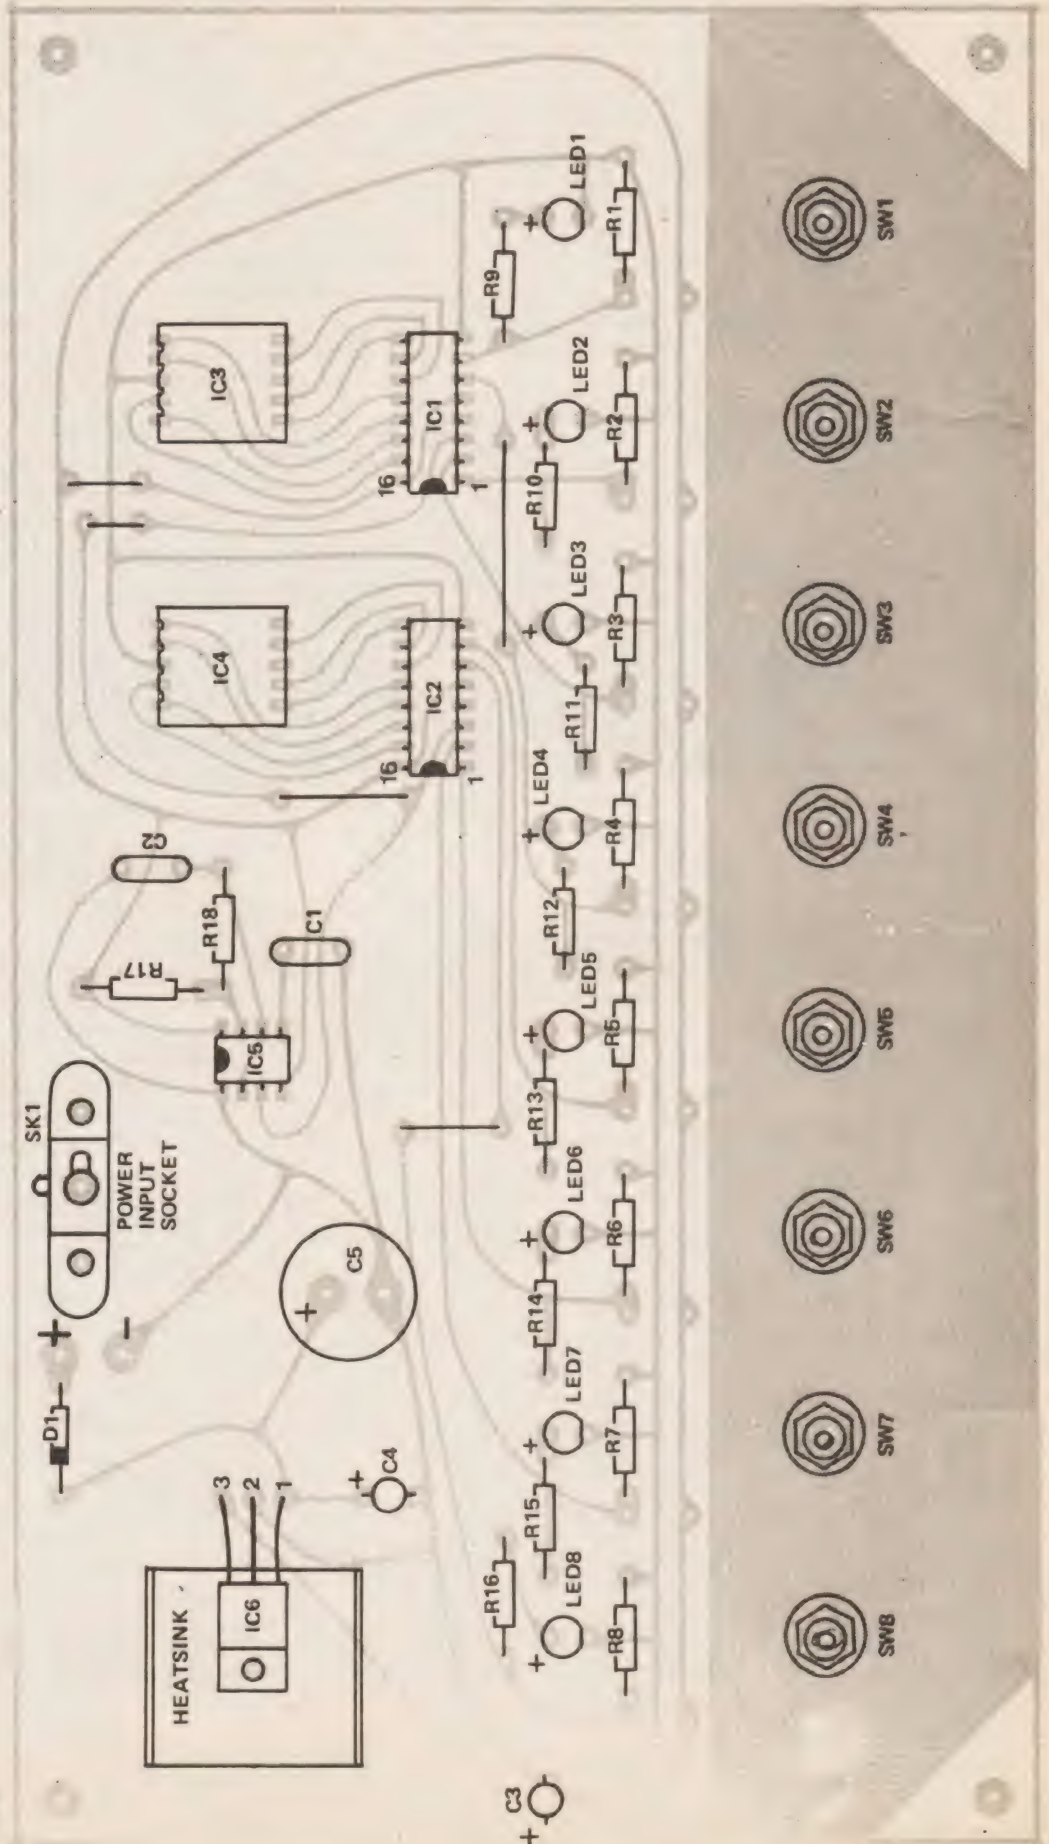 SK1
POWER
INPUT
SOCKET
+
-
D1
HEATSINK
IC6
3
2
1
+
C4
+
C5
IC5
R17
R18
C2
C1
IC4
IC3
16
IC2
1
16
IC1
1
R9
+
LED1
R1
R10
+
LED2
R2
R11
+
LED3
R3
R12
+
LED4
R4
R13
+
LED5
R5
R14
+
LED6
R6
R15
+
LED7
R7
R16
+
LED8
R8
+
C3
SW1
SW2
SW3
SW4
SW5
SW6
SW7
SW8